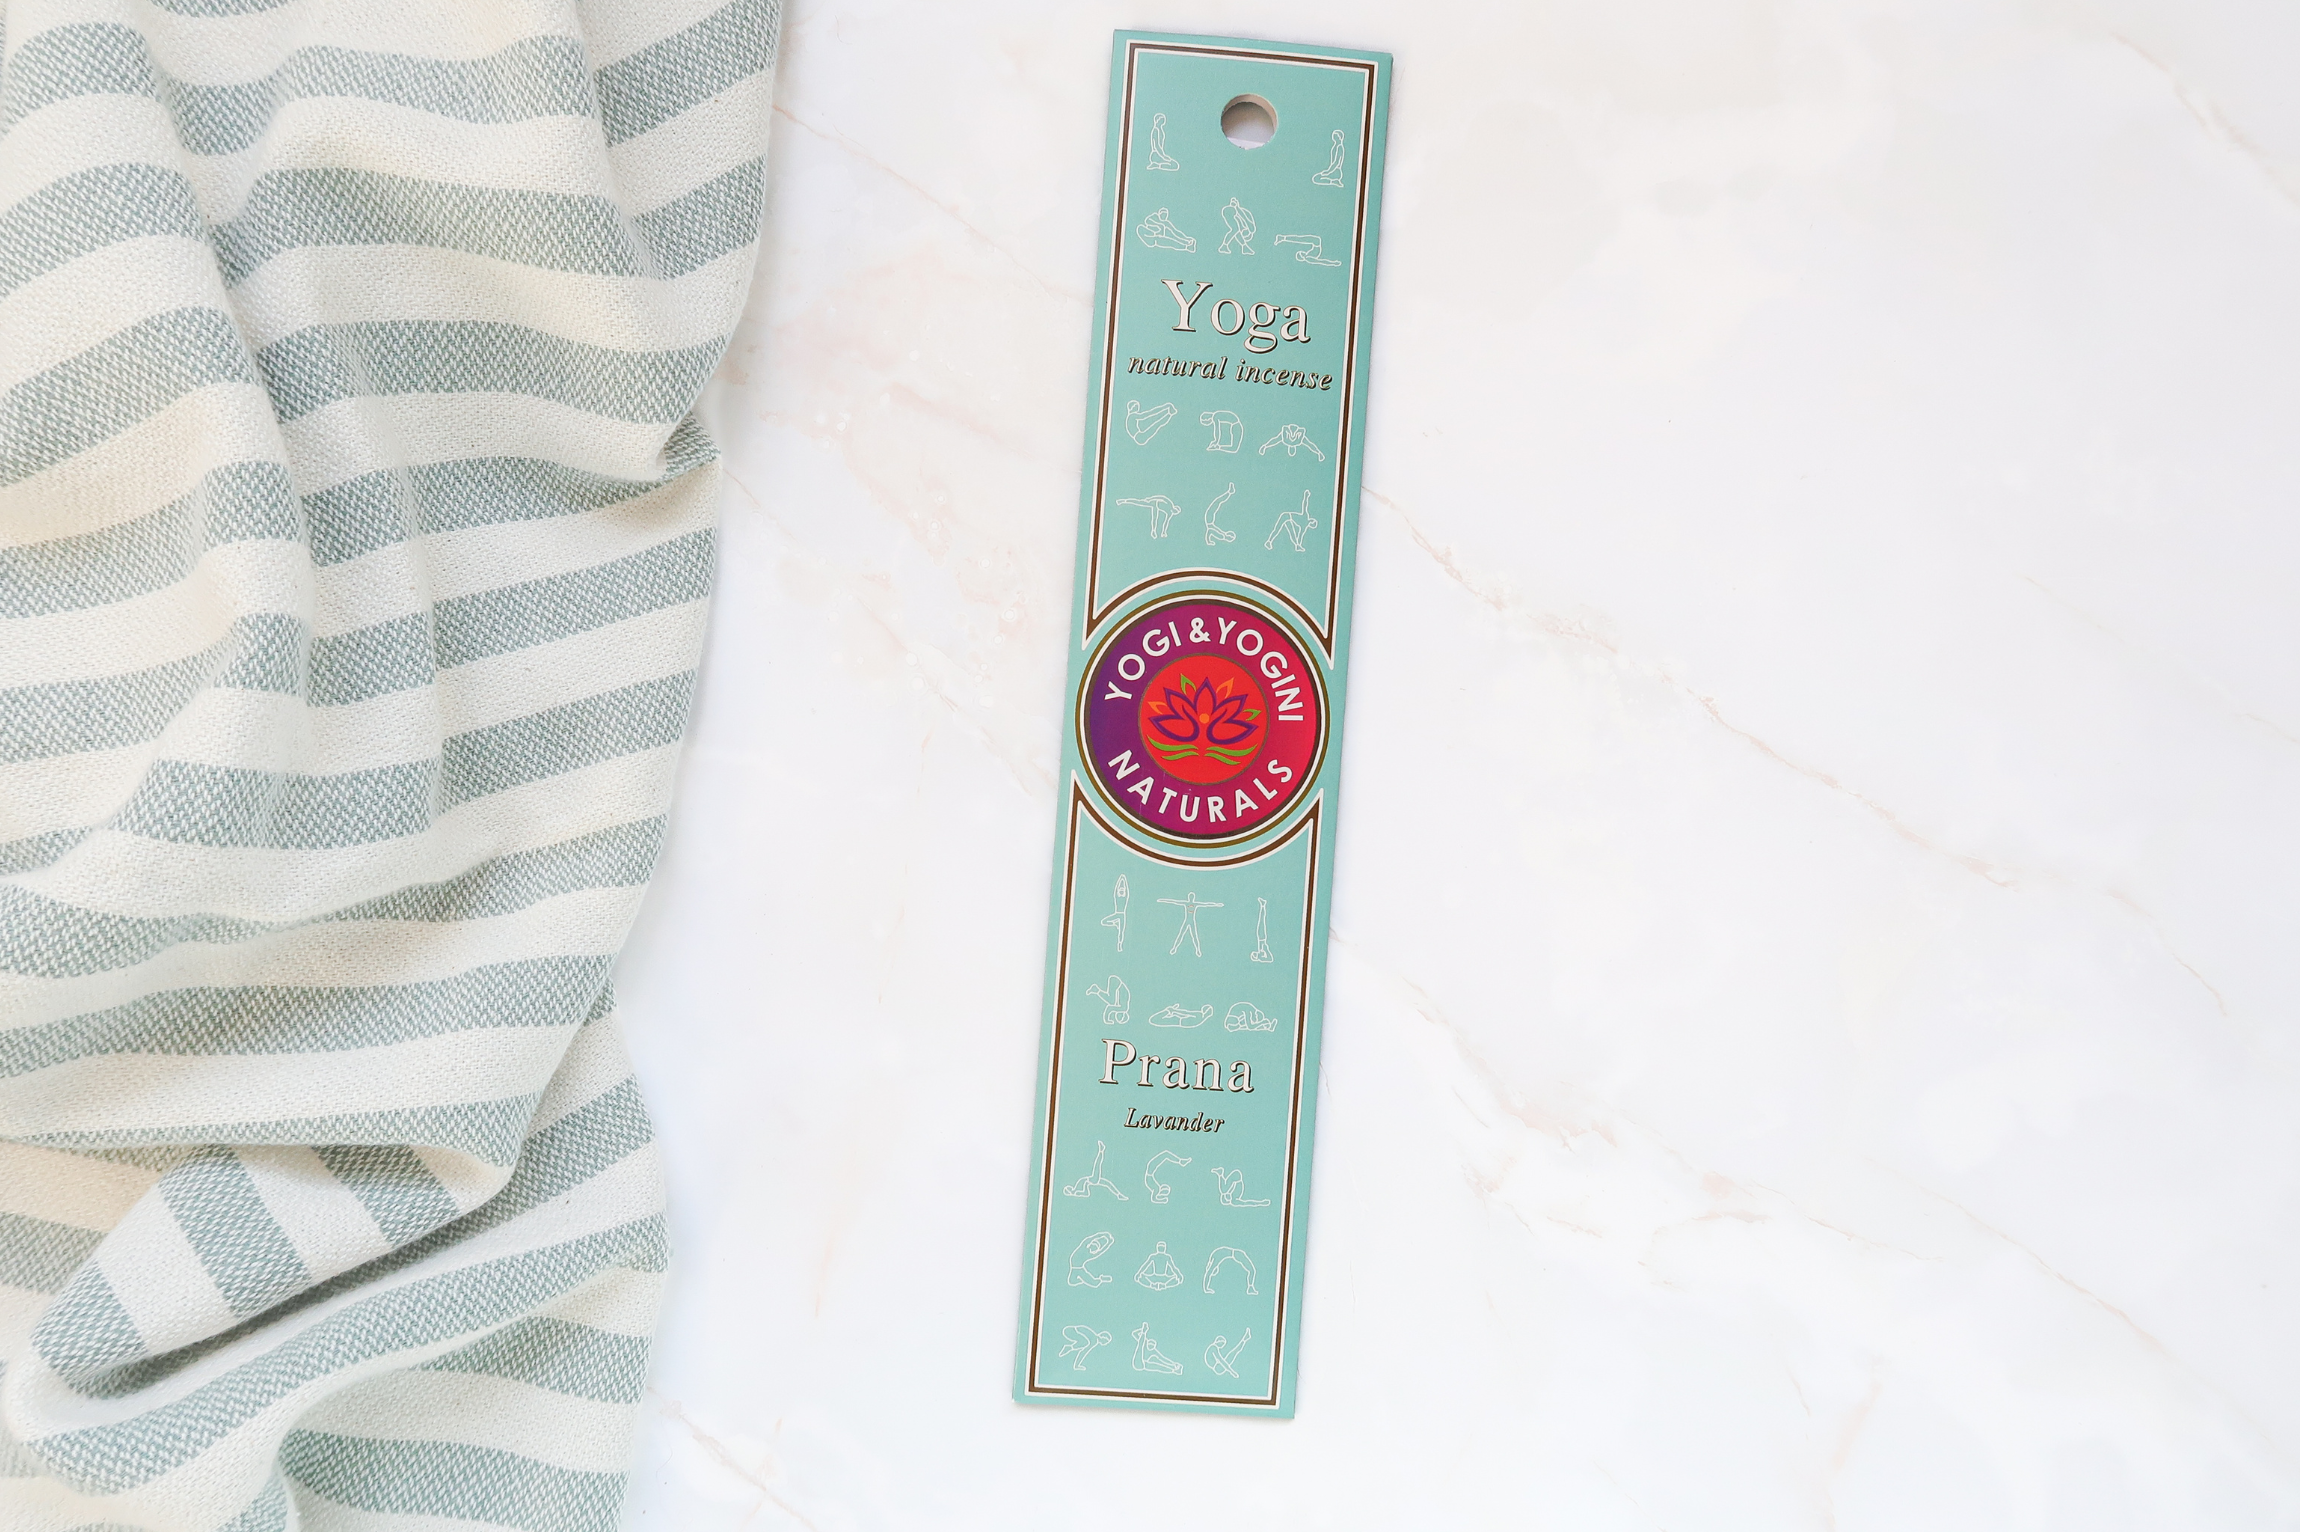 Yoga
natural incense
YOGI & YOGINI
NATURALS
Prana
Lavander